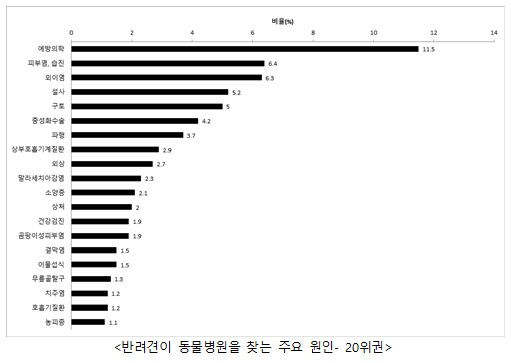 비율(%)
0 2 4 6 8 10 12 14
예방의학 11.5
피부염, 습진 6.4
외이염 6.3
설사 5.2
구토 5
중성화수술 4.2
파행 3.7
상부호흡기계질환 2.9
외상 2.7
말라세치아감염 2.3
소양증 2.1
상처 2
건강검진 1.9
곰팡이성피부염 1.9
결막염 1.5
이물섭식 1.5
무릎골탈구 1.3
치주염 1.2
호흡기질환 1.2
농피증 1.1
<반려견이 동물병원을 찾는 주요 원인- 20위권>